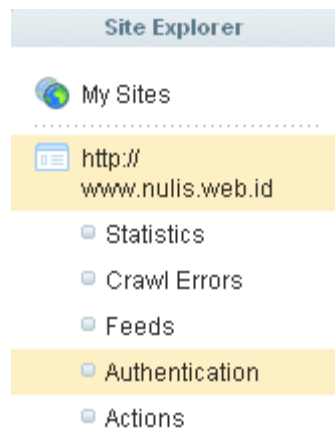 Site Explorer
My Sites
http://
www.nulis.web.id
Statistics
Crawl Errors
Feeds
Authentication
Actions